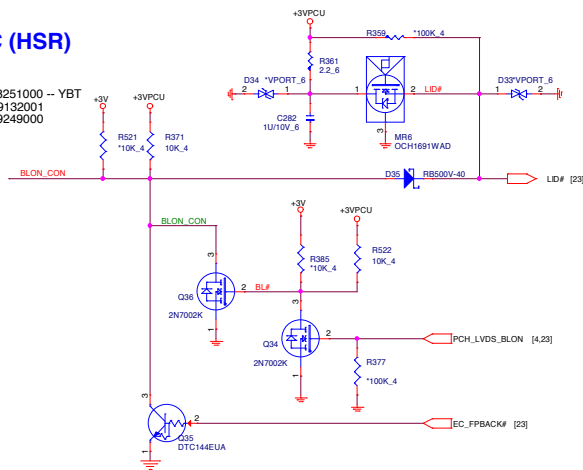 C (HSR)
3251000 -- YBT
9132001
9249000
+3V
+3VPCU
R521
*10K_4
R371
10K_4
BLON_CON
+3VPCU
R359
*100K_4
R361
2.2_6
D34
*VPORT_6
2
1
C282
1U/10V_6
1
2
3
LID#
MR6
OCH1691WAD
D33*VPORT_6
1
2
D35
RB500V-40
LID# [23]
BLON_CON
+3V
+3VPCU
R385
*10K_4
R522
10K_4
3
2
1
BL#
Q36
2N7002K
3
2
1
Q34
2N7002K
PCH_LVDS_BLON [4,23]
R377
*100K_4
3
2
1
EC_FPBACK# [23]
Q35
DTC144EUA